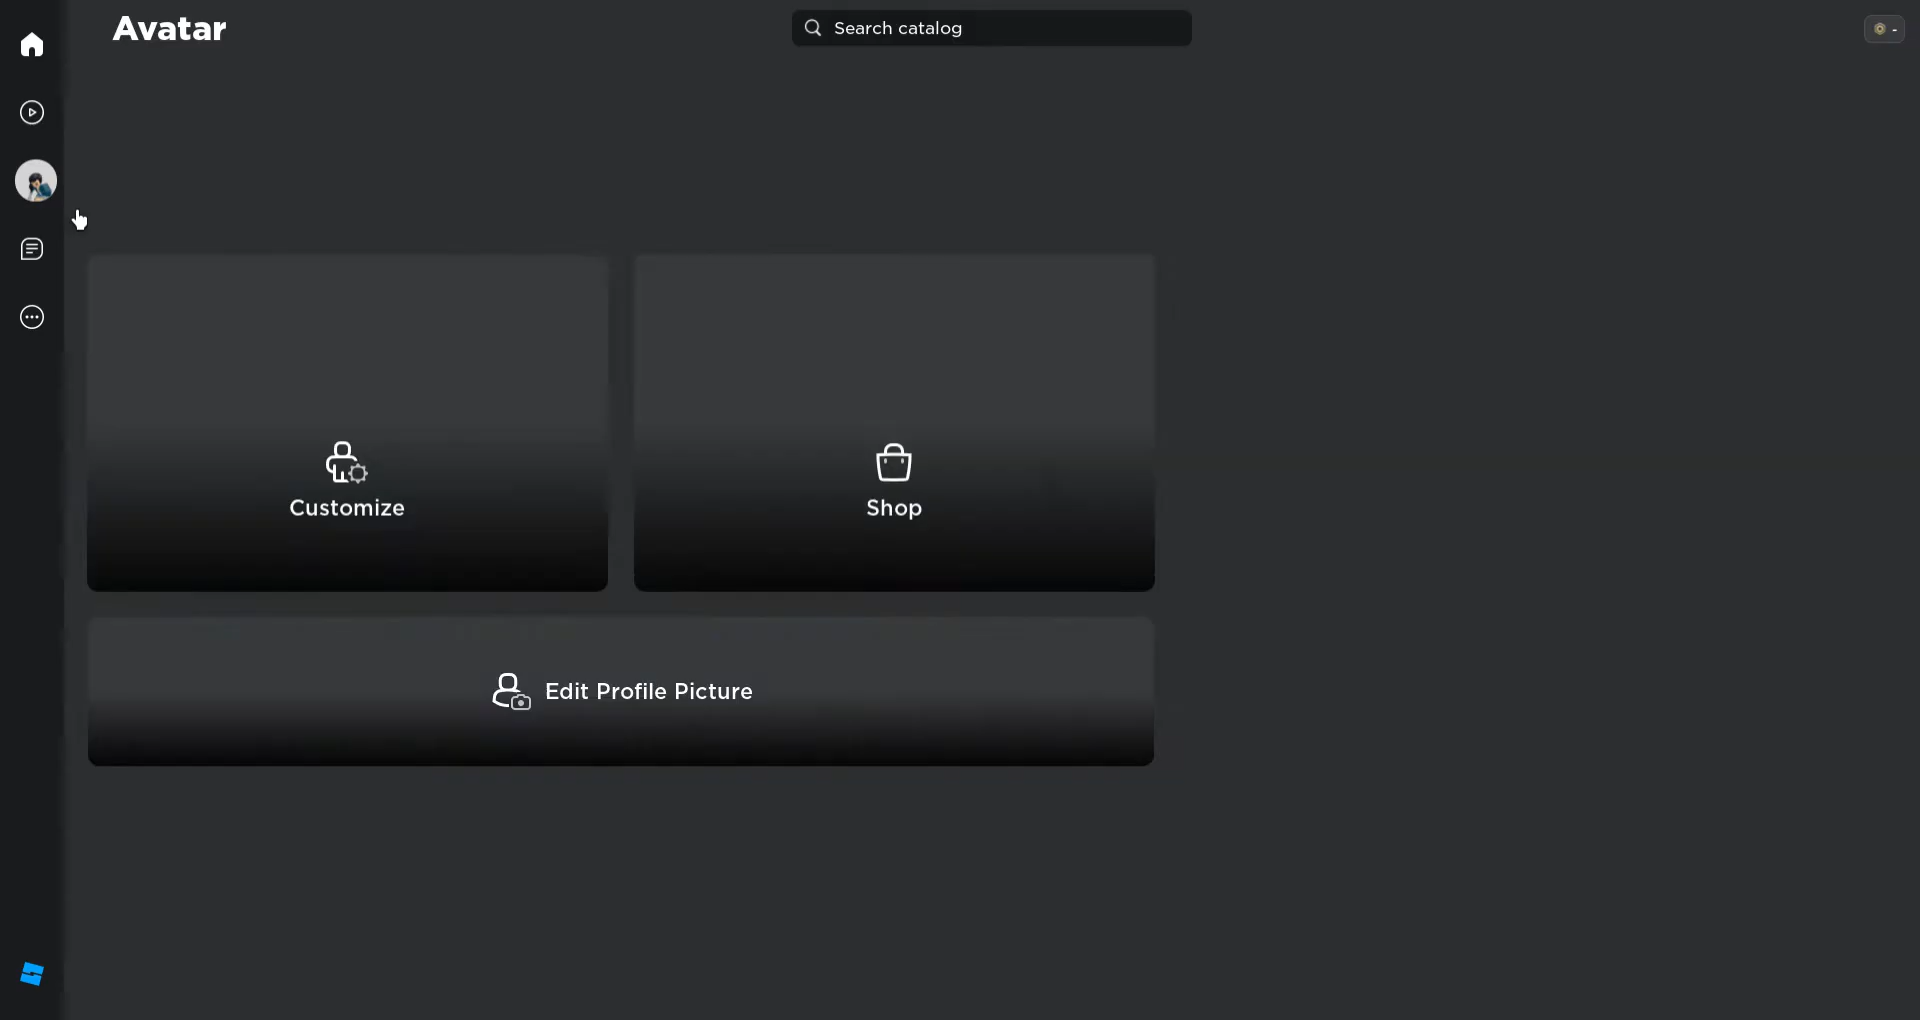 Avatar
Search catalog
-
Customize
Shop
Edit Profile Picture